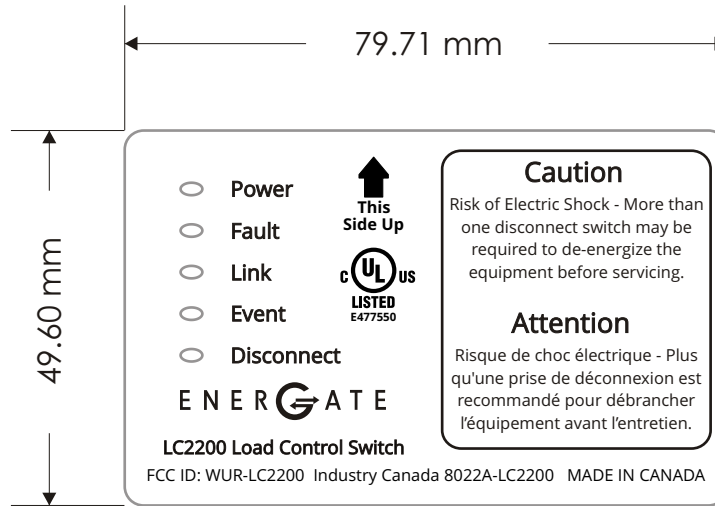 79.71 mm
49.60 mm
Power
Fault
Link
Event
Disconnect
This
Side Up
C UL US
LISTED
E477550
Caution
Risk of Electric Shock - More than
one disconnect switch may be
required to de-energize the
equipment before servicing.
Attention
Risque de choc électrique - Plus
qu'une prise de déconnexion est
recommandé pour débrancher
l'équipement avant l'entretien.
ENERGATE
LC2200 Load Control Switch
FCC ID: WUR-LC2200 Industry Canada 8022A-LC2200 MADE IN CANADA